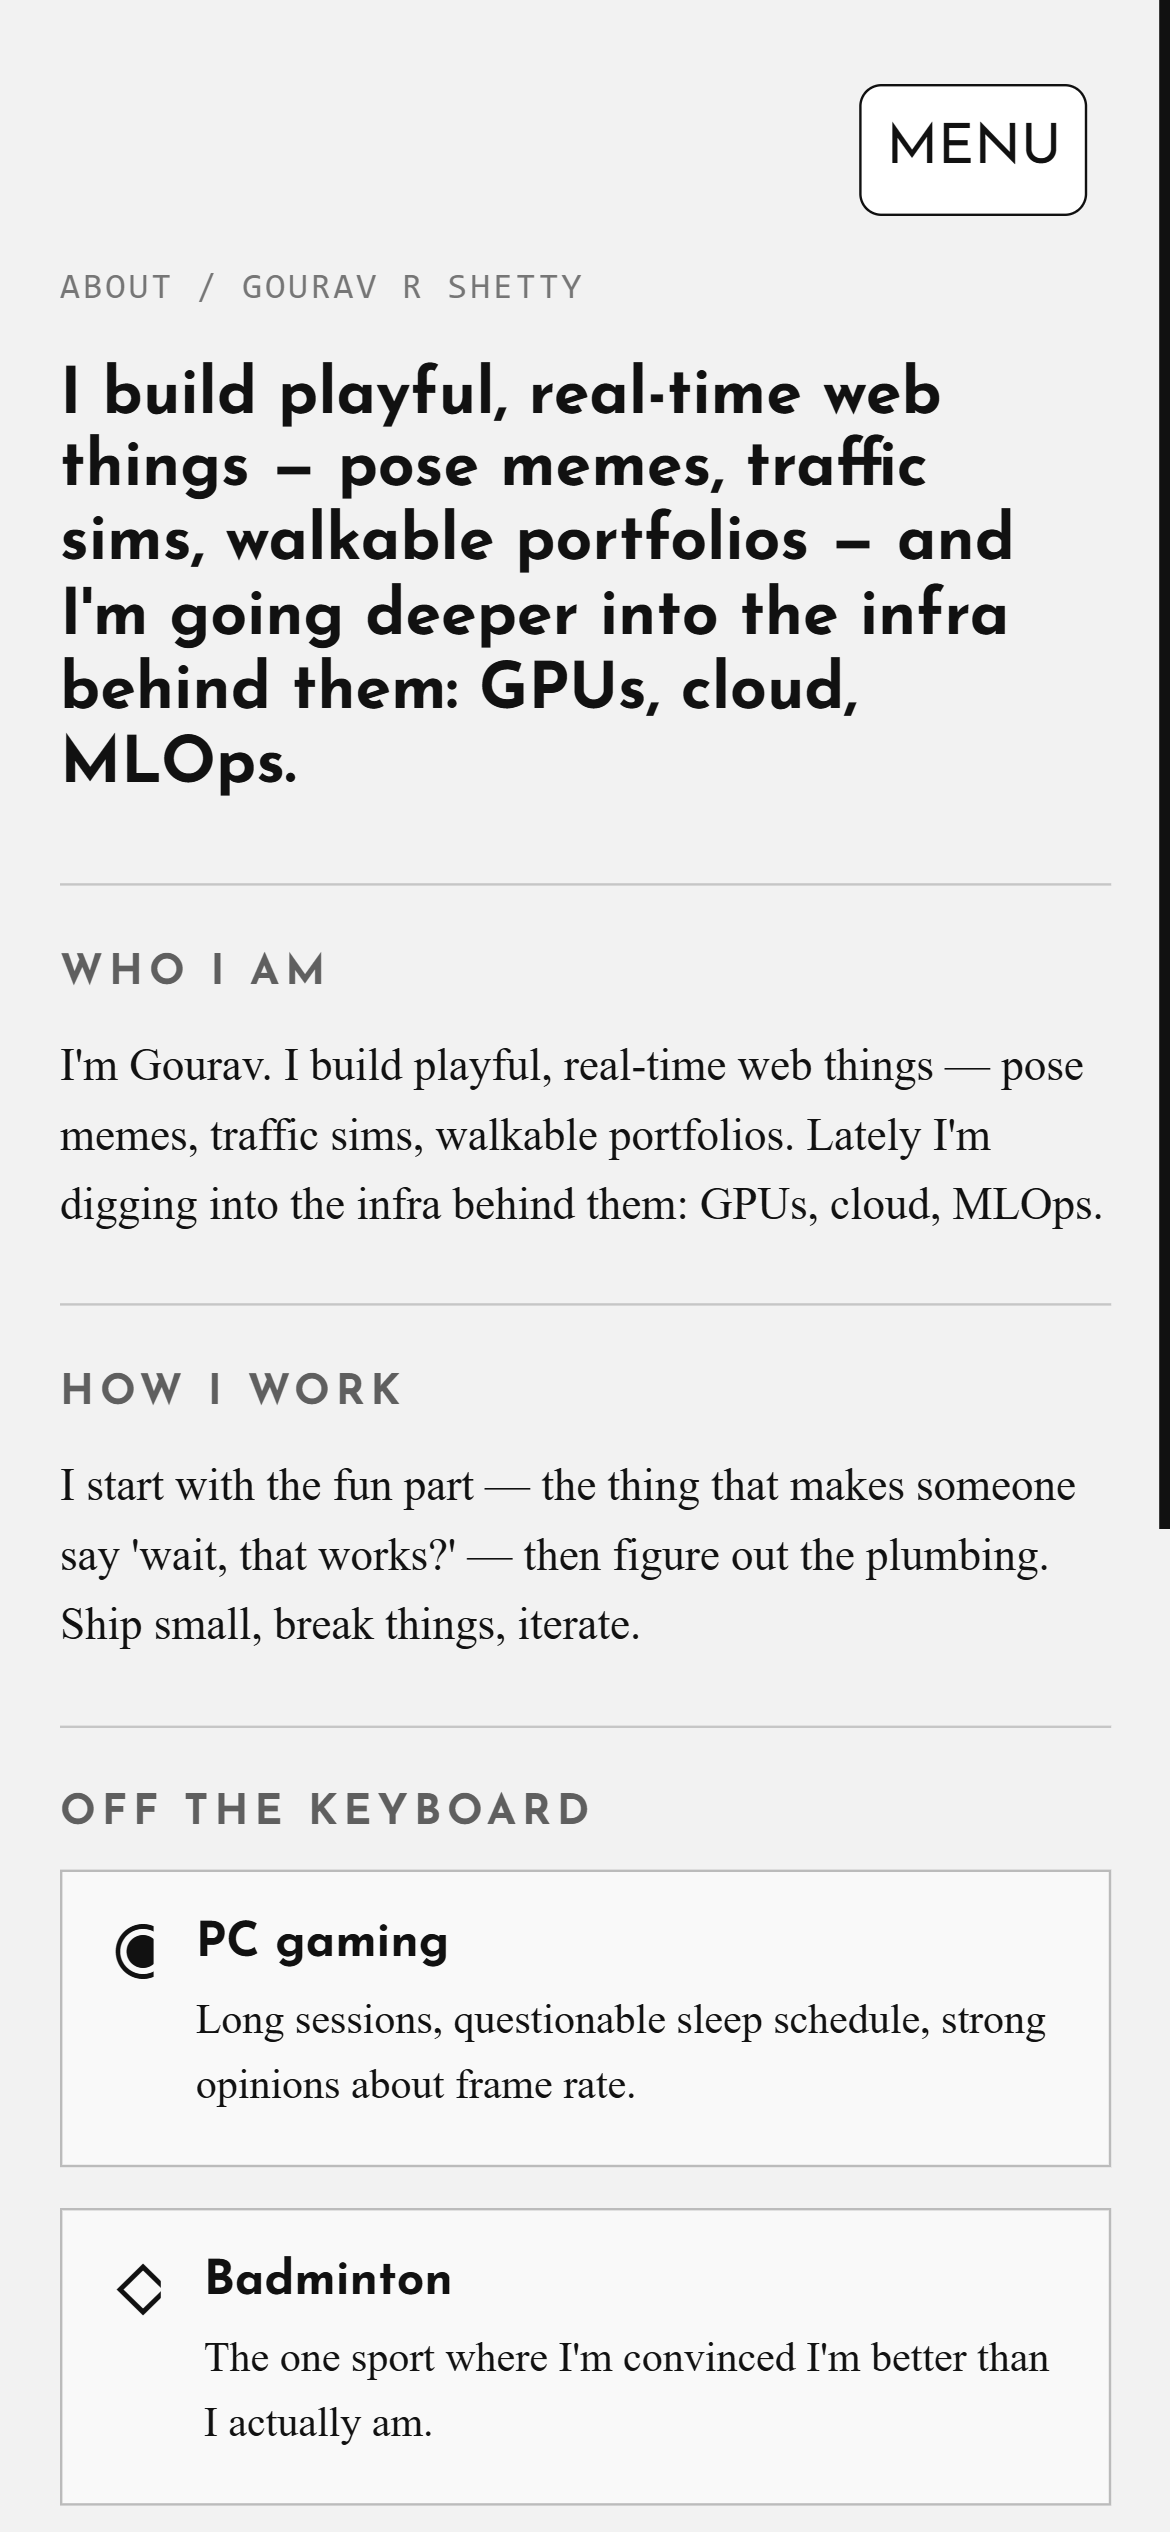 MENU
ABOUT / GOURAV R SHETTY
I build playful, real-time web
things — pose memes, traffic
sims, walkable portfolios — and
I'm going deeper into the infra
behind them: GPUs, cloud,
MLOps.
WHO I AM
I'm Gourav. I build playful, real-time web things — pose
memes, traffic sims, walkable portfolios. Lately I'm
digging into the infra behind them: GPUs, cloud, MLOps.
HOW I WORK
I start with the fun part — the thing that makes someone
say 'wait, that works?' — then figure out the plumbing.
Ship small, break things, iterate.
OFF THE KEYBOARD
PC gaming
Long sessions, questionable sleep schedule, strong
opinions about frame rate.
Badminton
The one sport where I'm convinced I'm better than
I actually am.